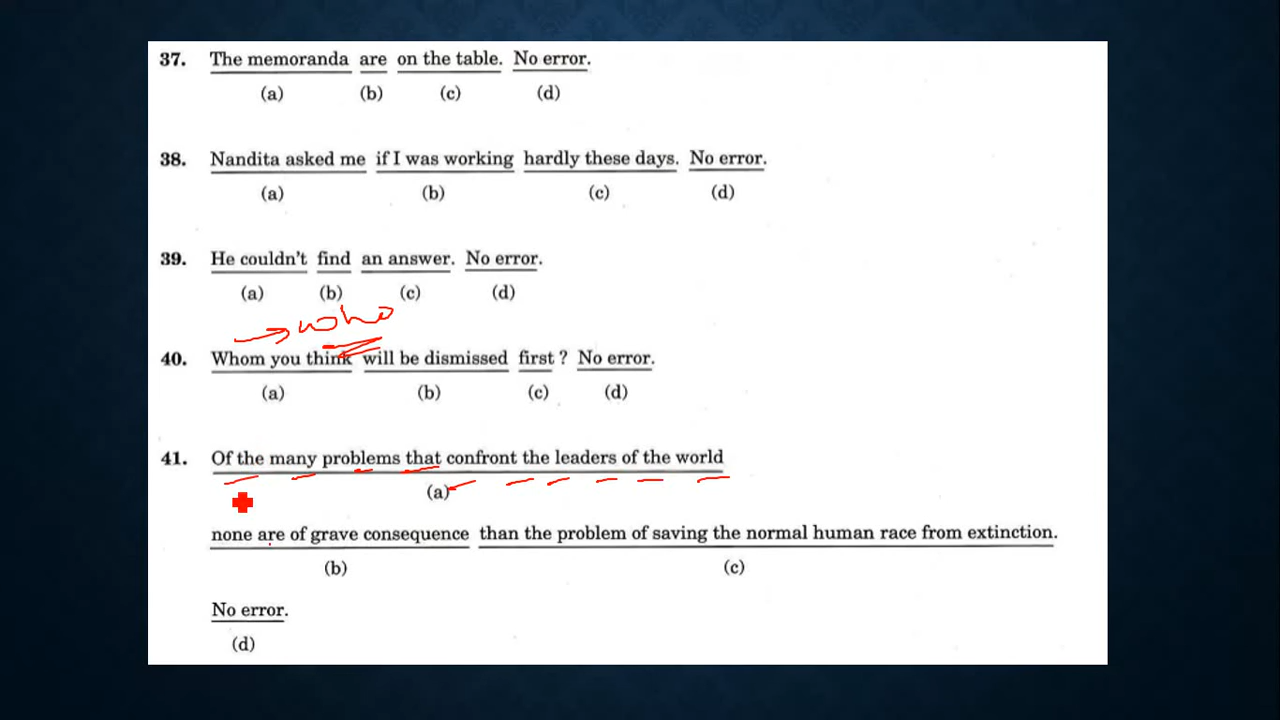 37. The memoranda are on the table. No error.
(a) (b) (c) (d)
38. Nandita asked me if I was working hardly these days. No error.
(a) (b) (c) (d)
39. He couldn't find an answer. No error.
(a) (b) (c) (d)
who
40. Whom you think will be dismissed first ? No error.
(a) (b) (c) (d)
41. Of the many problems that confront the leaders of the world
(a)
none are of grave consequence than the problem of saving the normal human race from extinction.
(b) (c)
No error.
(d)